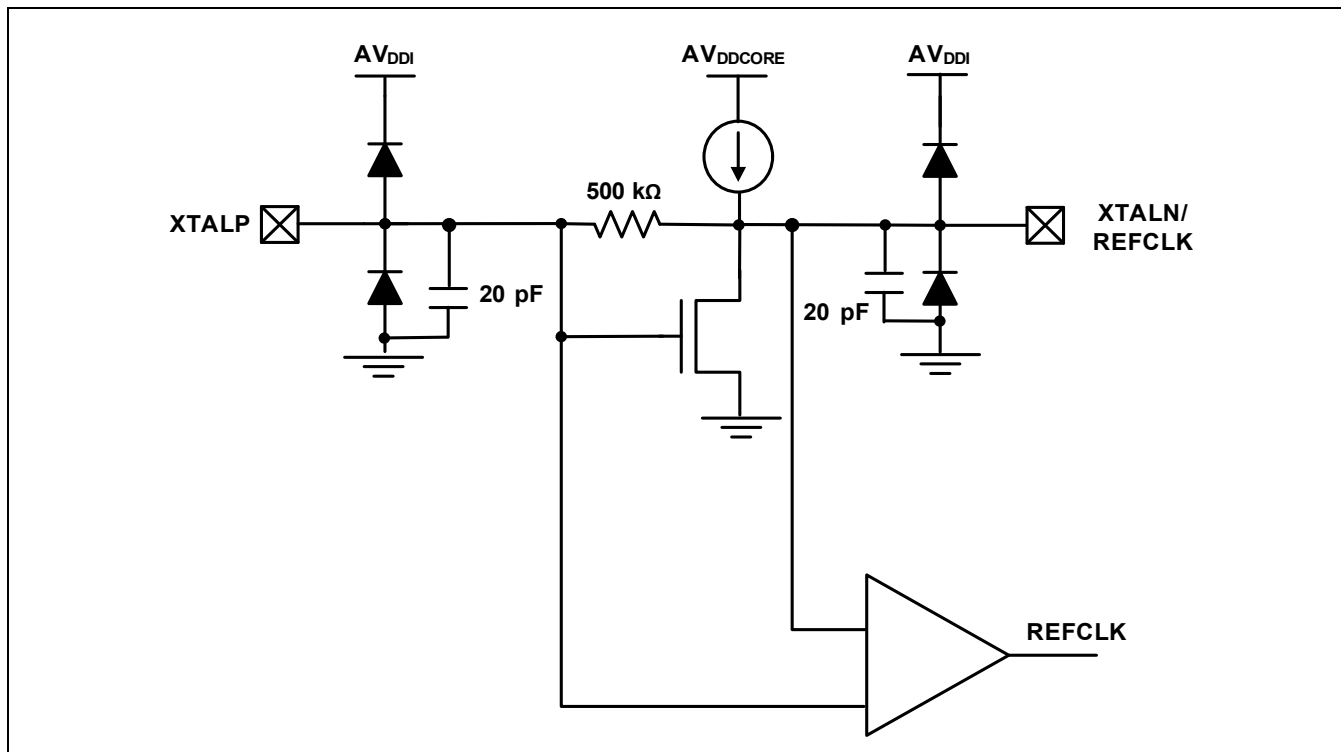 AVDDI
AVDDCORE
AVDDI
500 kΩ
XTALP
XTALN/
REFCLK
20 pF
20 pF
REFCLK